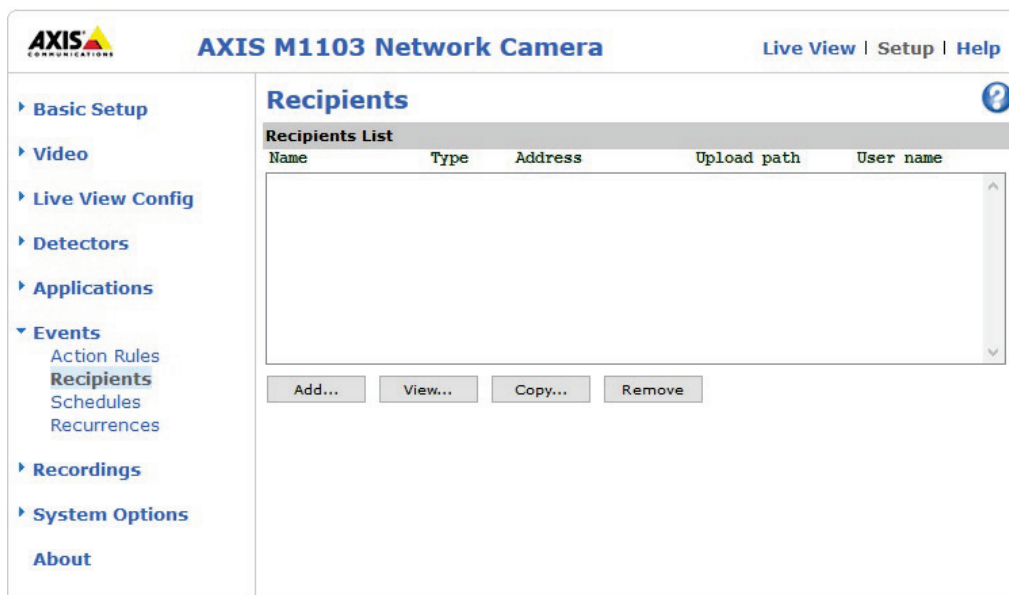 AXIS
COMMUNICATIONS
AXIS M1103 Network Camera
Live View | Setup | Help
Basic Setup
Video
Live View Config
Detectors
Applications
Events
Action Rules
Recipients
Schedules
Recurrences
Recordings
System Options
About
Recipients
?
Recipients List
Name Type Address Upload path User name
Add... View... Copy... Remove